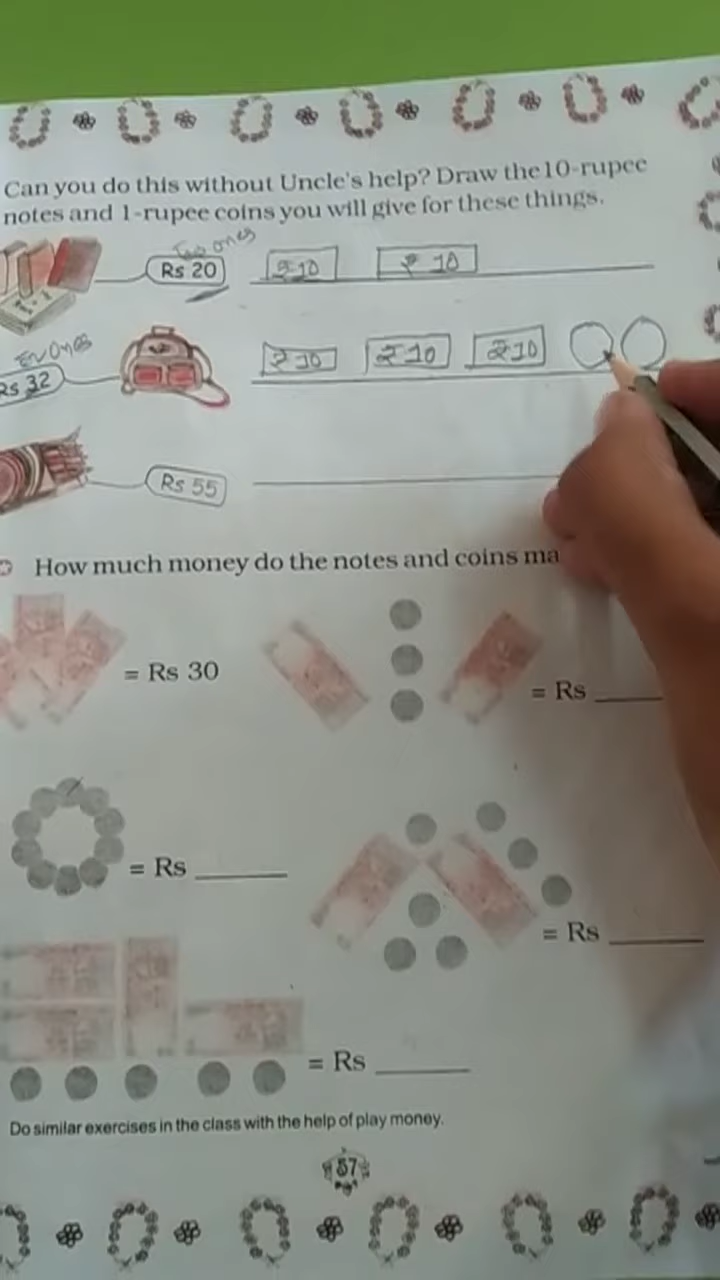 Can you do this without Uncle's help? Draw the 10-rupee
notes and 1-rupee coins you will give for these things.
Two ones
Rs 20 ₹10 ₹10
Rs 32 ₹10 ₹10 ₹10
Rs 55
How much money do the notes and coins ma
= Rs 30 = Rs
= Rs
= Rs
= Rs
Do similar exercises in the class with the help of play money.
57